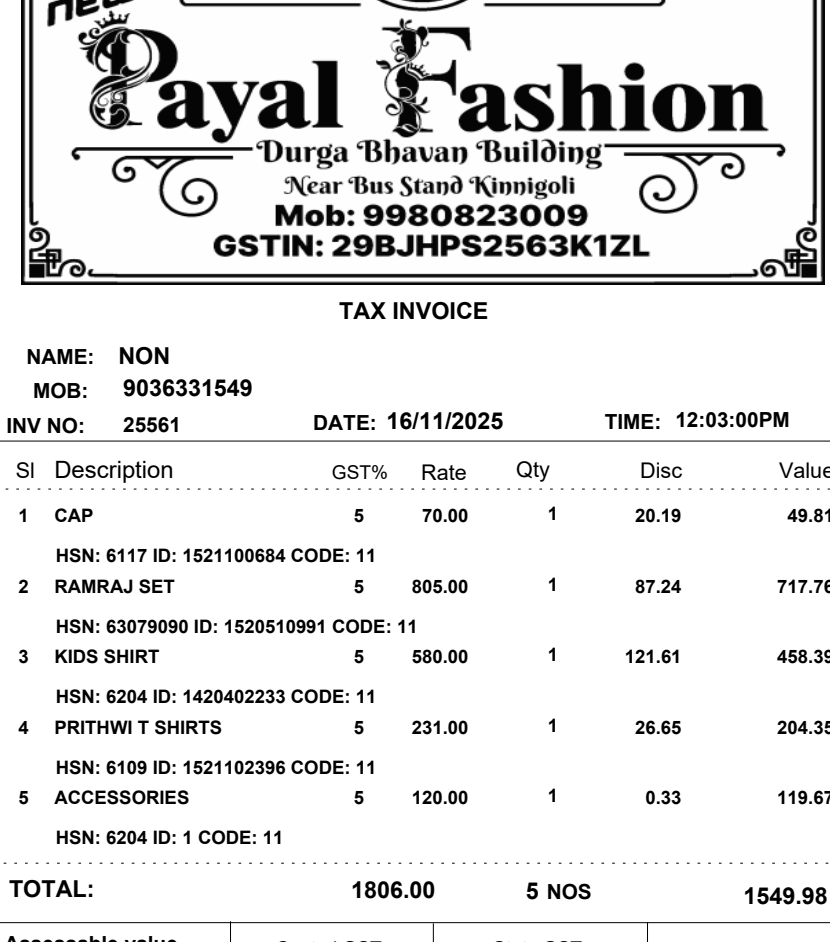 new
Payal Fashion
Durga Bhavan Building
Near Bus Stand Kinnigoli
Mob: 9980823009
GSTIN: 29BJHPS2563K1ZL
TAX INVOICE
NAME: NON
MOB: 9036331549
INV NO: 25561 DATE: 16/11/2025 TIME: 12:03:00PM
Sl Description GST% Rate Qty Disc Value
1 CAP 5 70.00 1 20.19 49.81
HSN: 6117 ID: 1521100684 CODE: 11
2 RAMRAJ SET 5 805.00 1 87.24 717.76
HSN: 63079090 ID: 1520510991 CODE: 11
3 KIDS SHIRT 5 580.00 1 121.61 458.39
HSN: 6204 ID: 1420402233 CODE: 11
4 PRITHWI T SHIRTS 5 231.00 1 26.65 204.35
HSN: 6109 ID: 1521102396 CODE: 11
5 ACCESSORIES 5 120.00 1 0.33 119.67
HSN: 6204 ID: 1 CODE: 11
TOTAL: 1806.00 5 NOS 1549.98